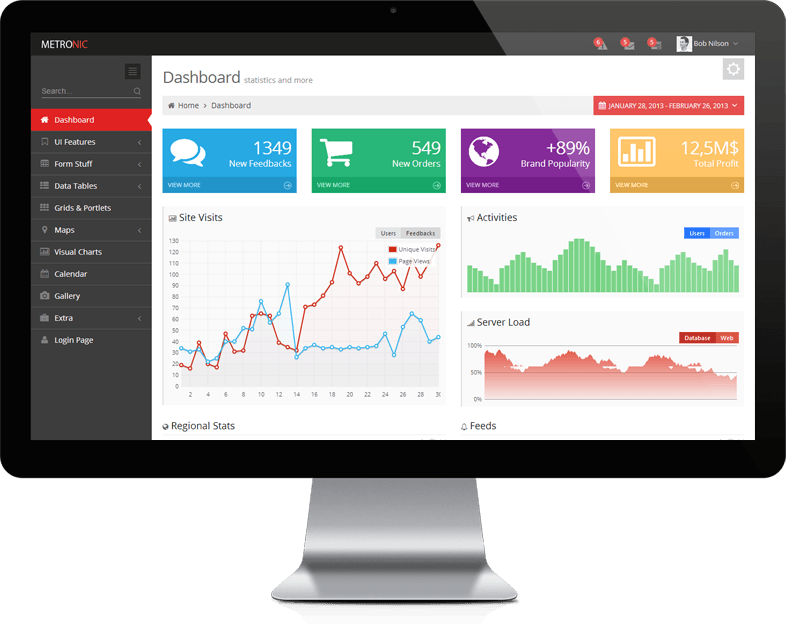 METRONIC
6
5
5
Bob Nilson
Search...
Dashboard
UI Features
Form Stuff
Data Tables
Grids & Portlets
Maps
Visual Charts
Calendar
Gallery
Extra
Login Page
Dashboard statistics and more
Home > Dashboard
JANUARY 28, 2013 - FEBRUARY 26, 2013
1349
New Feedbacks
VIEW MORE
549
New Orders
VIEW MORE
+89%
Brand Popularity
VIEW MORE
12,5M$
Total Profit
VIEW MORE
Site Visits
Users Feedbacks
Unique Visits
Page Views
130
120
110
100
90
80
70
60
50
40
30
20
10
0
2 4 6 8 10 12 14 16 18 20 22 24 26 28 30
Activities
Users Orders
Server Load
Database Web
100%
50%
0%
Regional Stats
Feeds